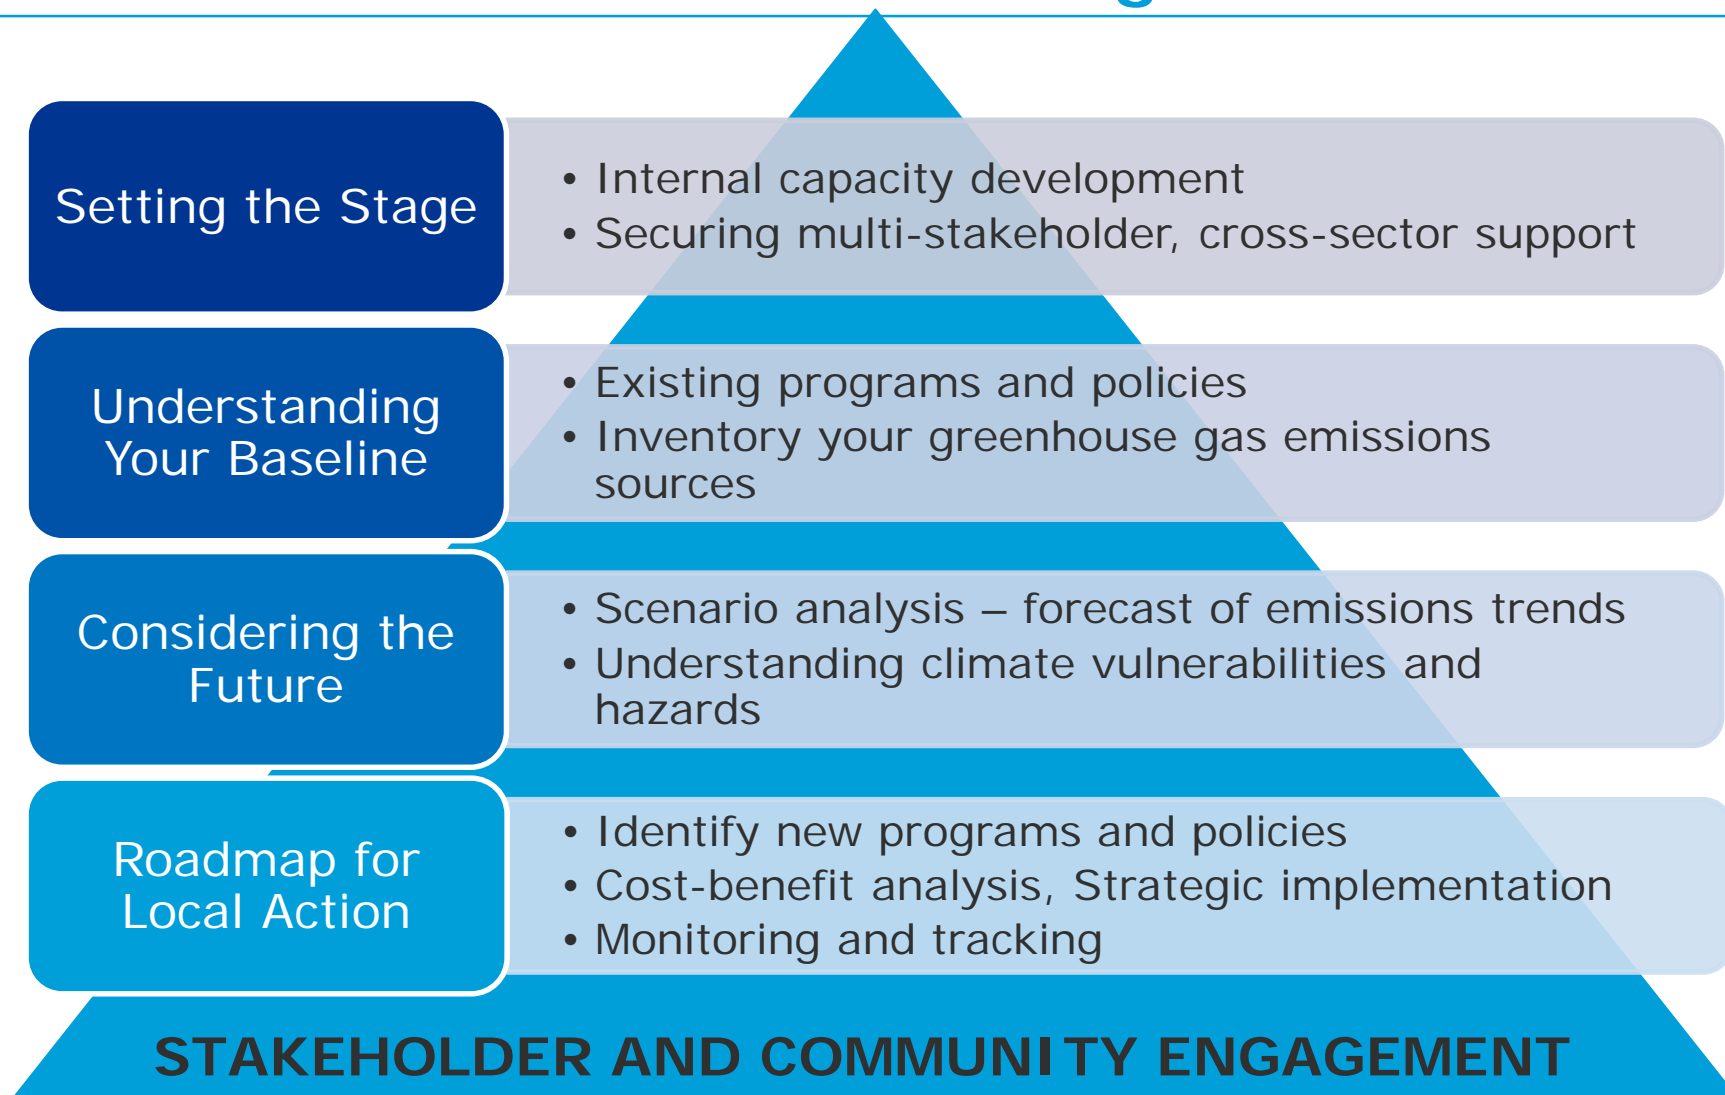 Setting the Stage
• Internal capacity development
• Securing multi-stakeholder, cross-sector support
Understanding
Your Baseline
• Existing programs and policies
• Inventory your greenhouse gas emissions
sources
Considering the
Future
• Scenario analysis – forecast of emissions trends
• Understanding climate vulnerabilities and
hazards
Roadmap for
Local Action
• Identify new programs and policies
• Cost-benefit analysis, Strategic implementation
• Monitoring and tracking
STAKEHOLDER AND COMMUNITY ENGAGEMENT